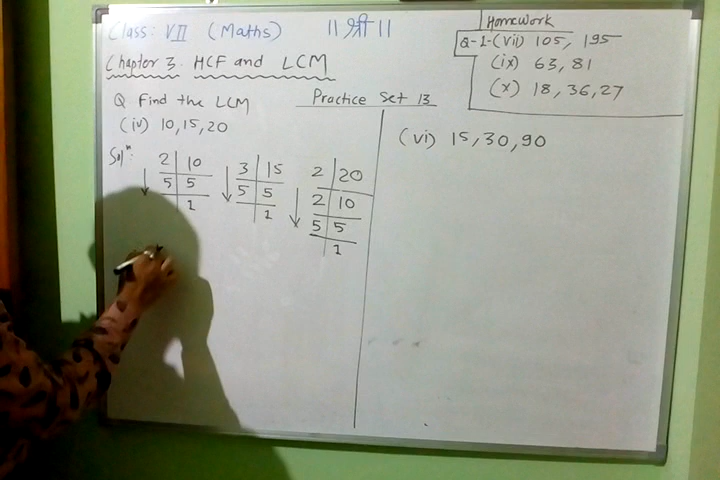 Class: VII (Maths) || श्री ||
Chapter 3. HCF and LCM
Q Find the LCM Practice Set 13
(iv) 10, 15, 20
Solⁿ:
2 | 10
5 | 5
1
3 | 15
5 | 5
1
2 | 20
2 | 10
5 | 5
1
(vi) 15, 30, 90
Homework
Q-1-(vii) 105, 195
(ix) 63, 81
(x) 18, 36, 27